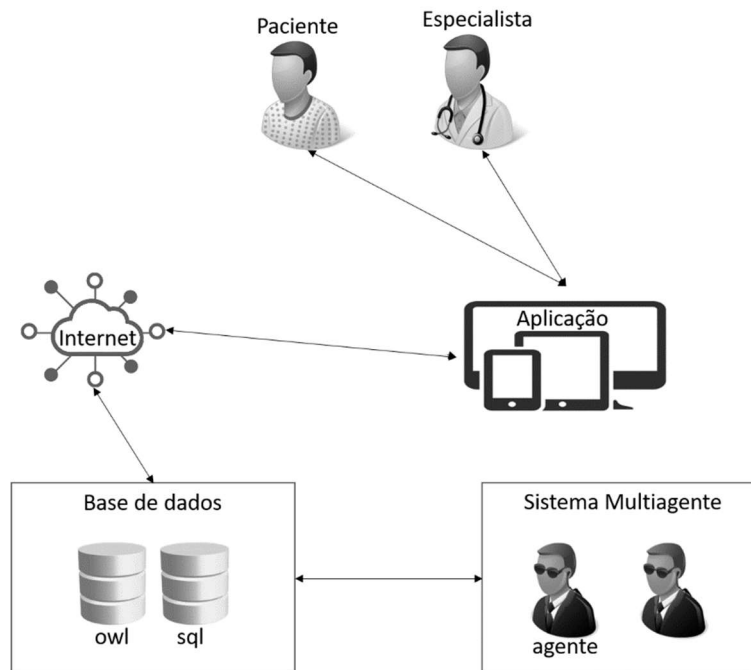 Paciente
Especialista
Internet
Aplicação
Base de dados
owl
sql
Sistema Multiagente
agente